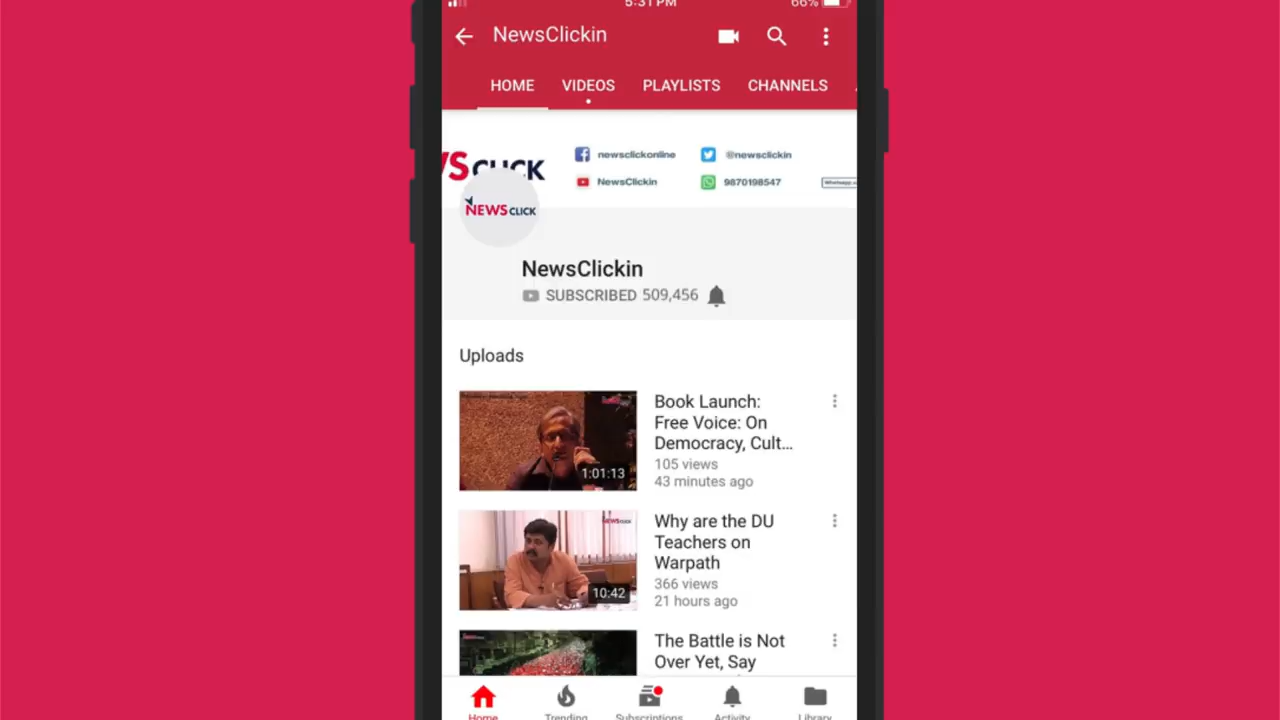 5:31 PM
66%
NewsClickin
HOME
VIDEOS
PLAYLISTS
CHANNELS
CLICK
newsclickonline
@newsclickin
NewsClickin
9870198547
NEWSCLICK
NewsClickin
SUBSCRIBED 509,456
Uploads
Book Launch:
Free Voice: On
Democracy, Cult...
105 views
43 minutes ago
1:01:13
Why are the DU
Teachers on
Warpath
366 views
21 hours ago
NEWSCLICK
10:42
The Battle is Not
Over Yet, Say
Home
Trending
Subscriptions
Activity
Library